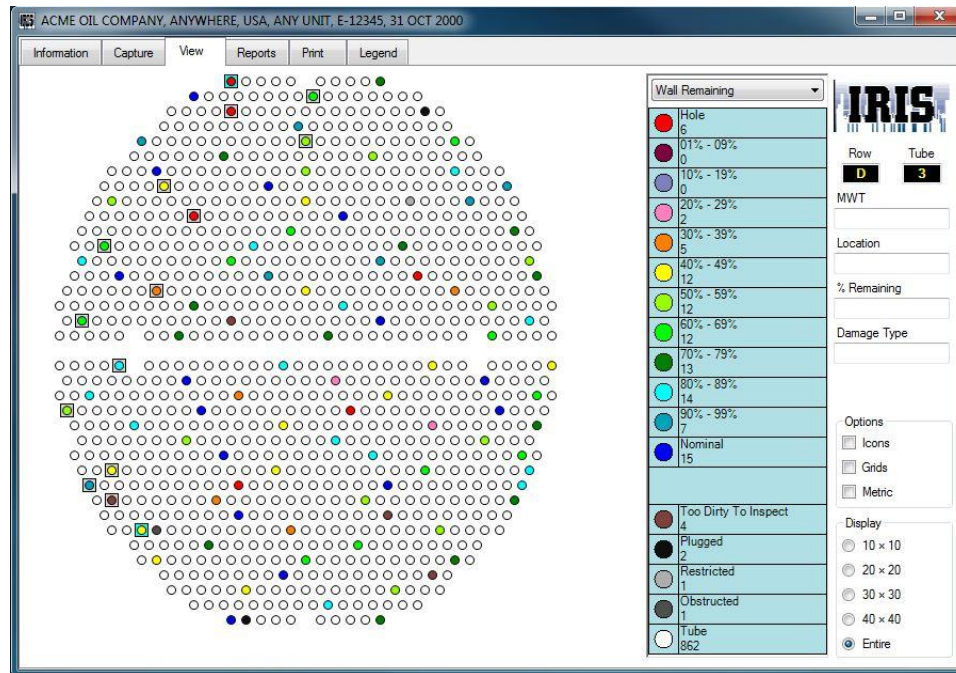 IRIS ACME OIL COMPANY, ANYWHERE, USA, ANY UNIT, E-12345, 31 OCT 2000
Information Capture View Reports Print Legend
Wall Remaining
Hole
6
01% - 09%
0
10% - 19%
0
20% - 29%
2
30% - 39%
5
40% - 49%
12
50% - 59%
12
60% - 69%
12
70% - 79%
13
80% - 89%
14
90% - 99%
7
Nominal
15
Too Dirty To Inspect
4
Plugged
2
Restricted
1
Obstructed
1
Tube
862
IRIS
Row Tube
D 3
MWT
Location
% Remaining
Damage Type
Options
Icons
Grids
Metric
Display
10 × 10
20 × 20
30 × 30
40 × 40
Entire